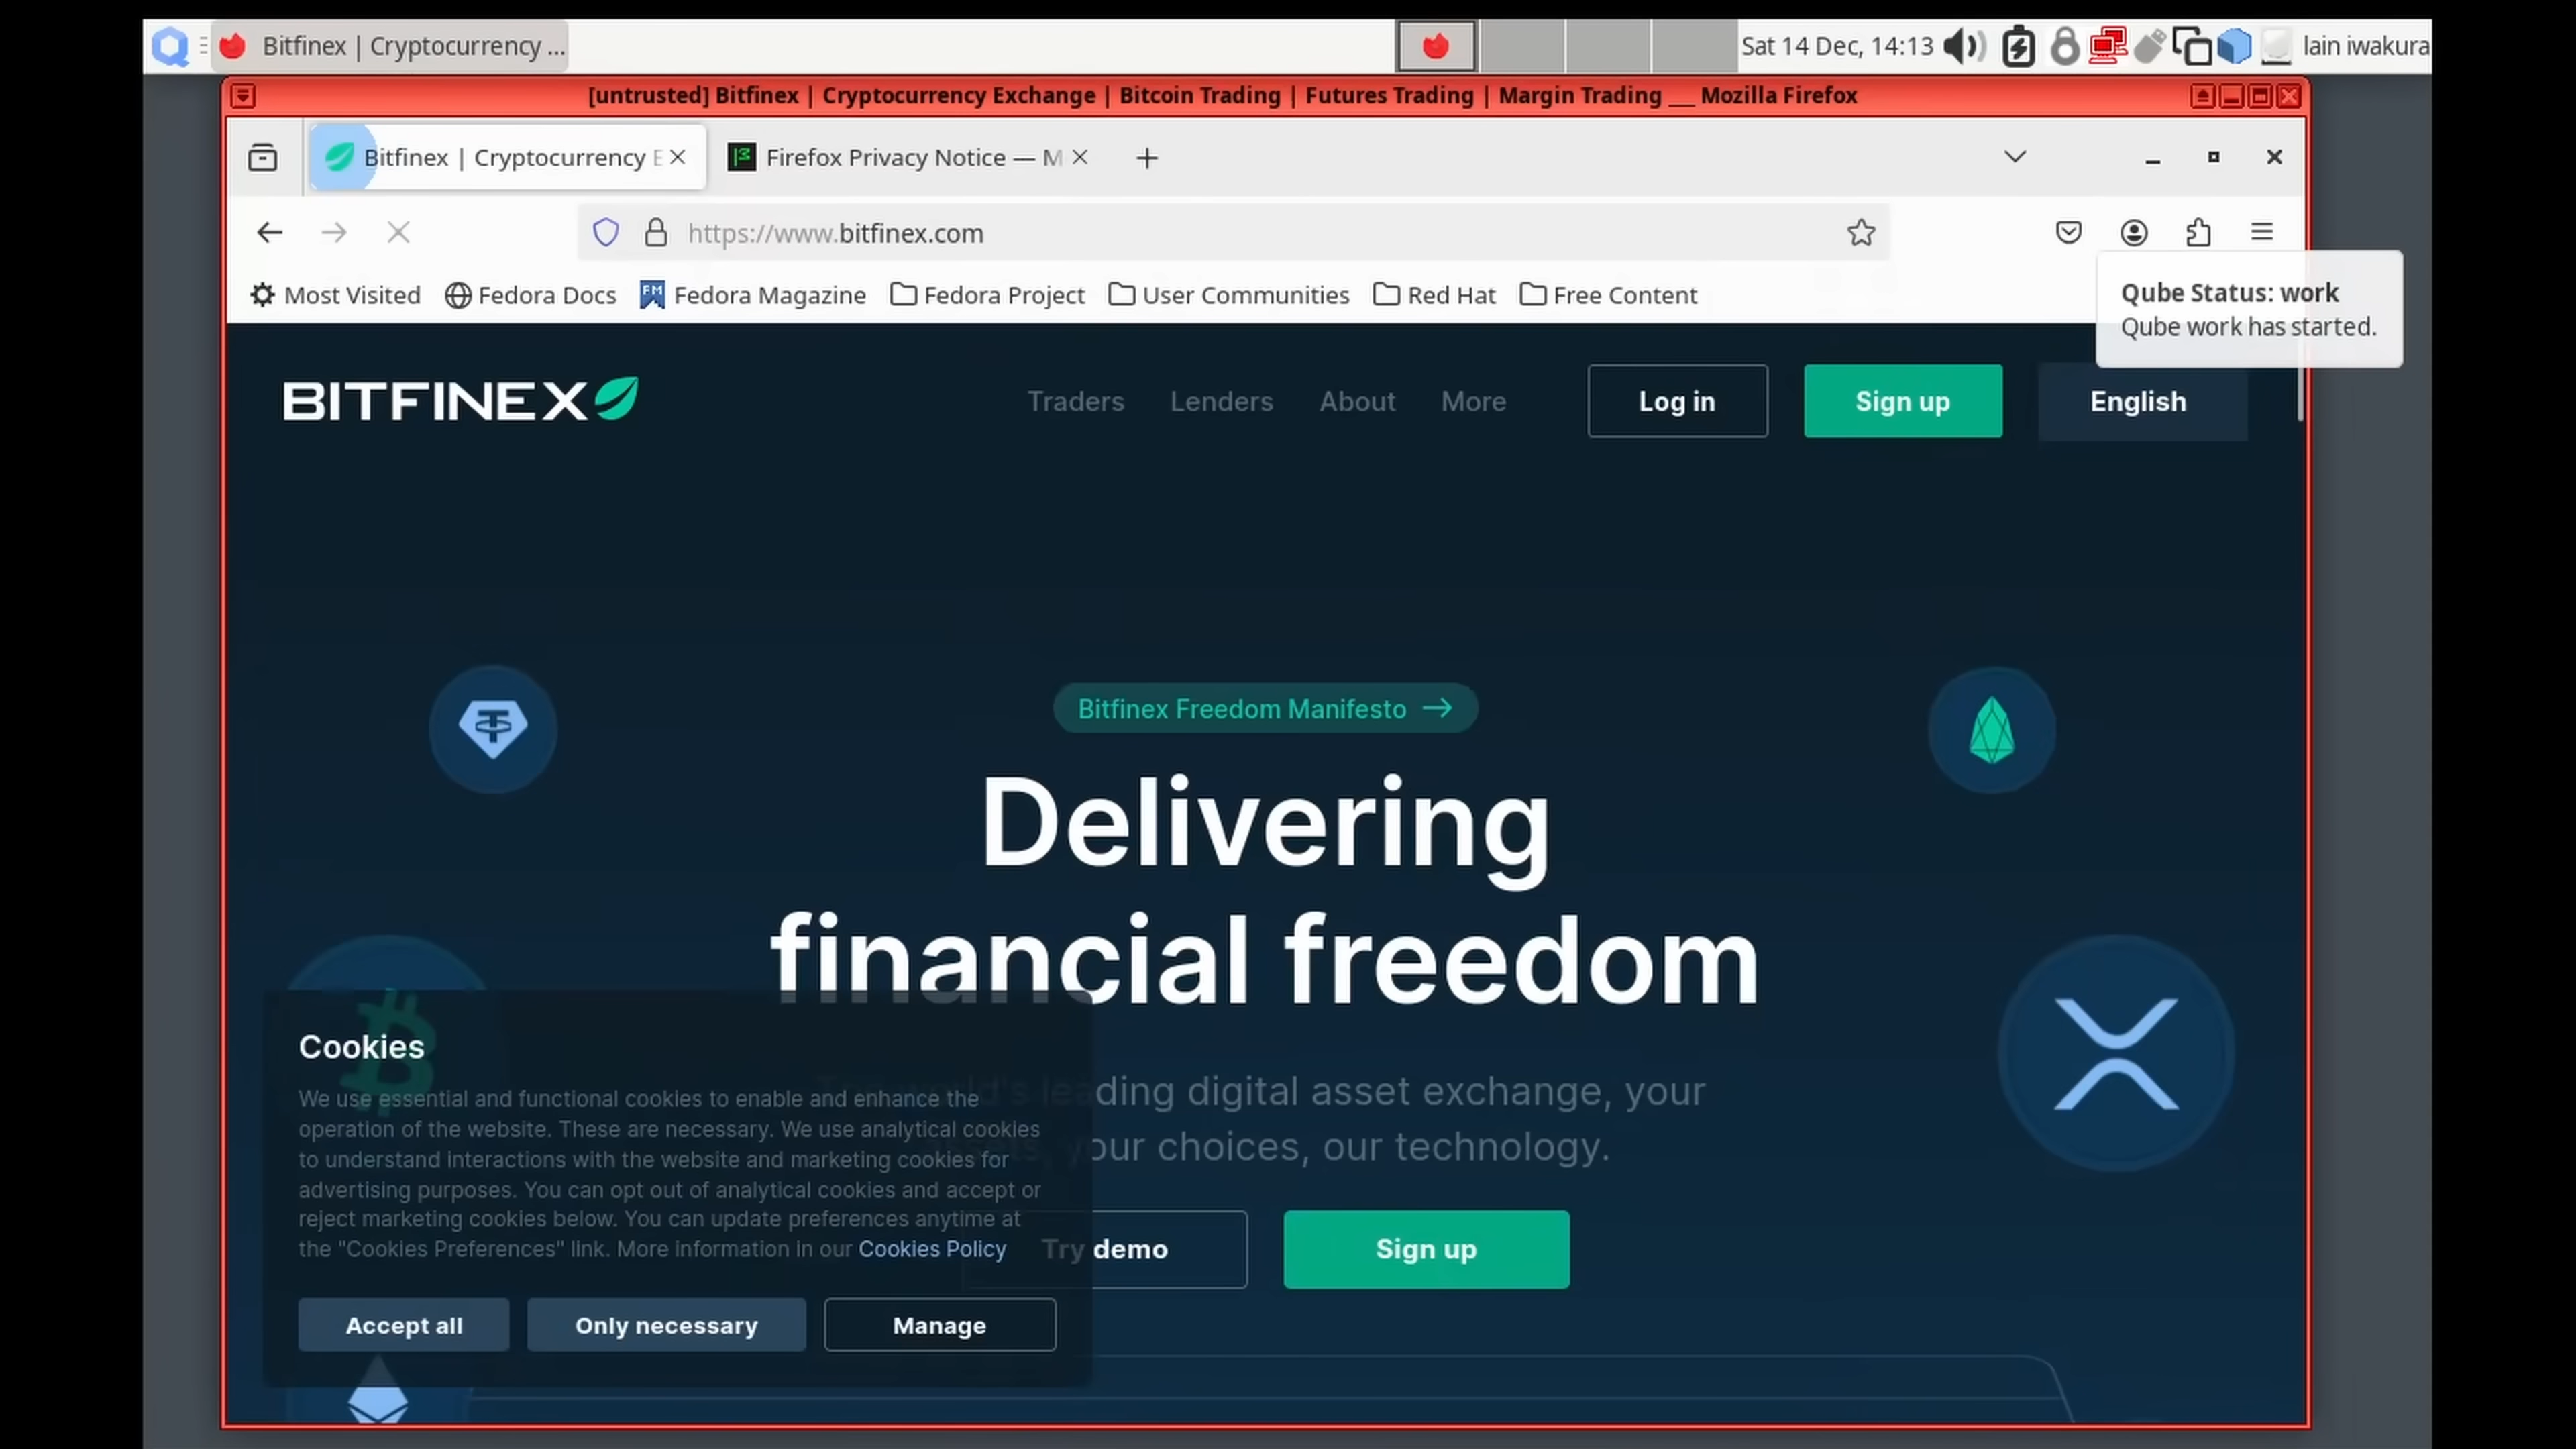 Bitfinex | Cryptocurrency ...
Sat 14 Dec, 14:13
lain iwakura
[untrusted] Bitfinex | Cryptocurrency Exchange | Bitcoin Trading | Futures Trading | Margin Trading __ Mozilla Firefox
Bitfinex | Cryptocurrency E
Firefox Privacy Notice — M
https://www.bitfinex.com
Most Visited
Fedora Docs
Fedora Magazine
Fedora Project
User Communities
Red Hat
Free Content
Qube Status: work
Qube work has started.
BITFINEX
Traders
Lenders
About
More
Log in
Sign up
English
Bitfinex Freedom Manifesto →
Delivering
financial freedom
leading digital asset exchange, your
your choices, our technology.
Try demo
Sign up
Cookies
We use essential and functional cookies to enable and enhance the
operation of the website. These are necessary. We use analytical cookies
to understand interactions with the website and marketing cookies for
advertising purposes. You can opt out of analytical cookies and accept or
reject marketing cookies below. You can update preferences anytime at
the "Cookies Preferences" link. More information in our Cookies Policy
Accept all
Only necessary
Manage